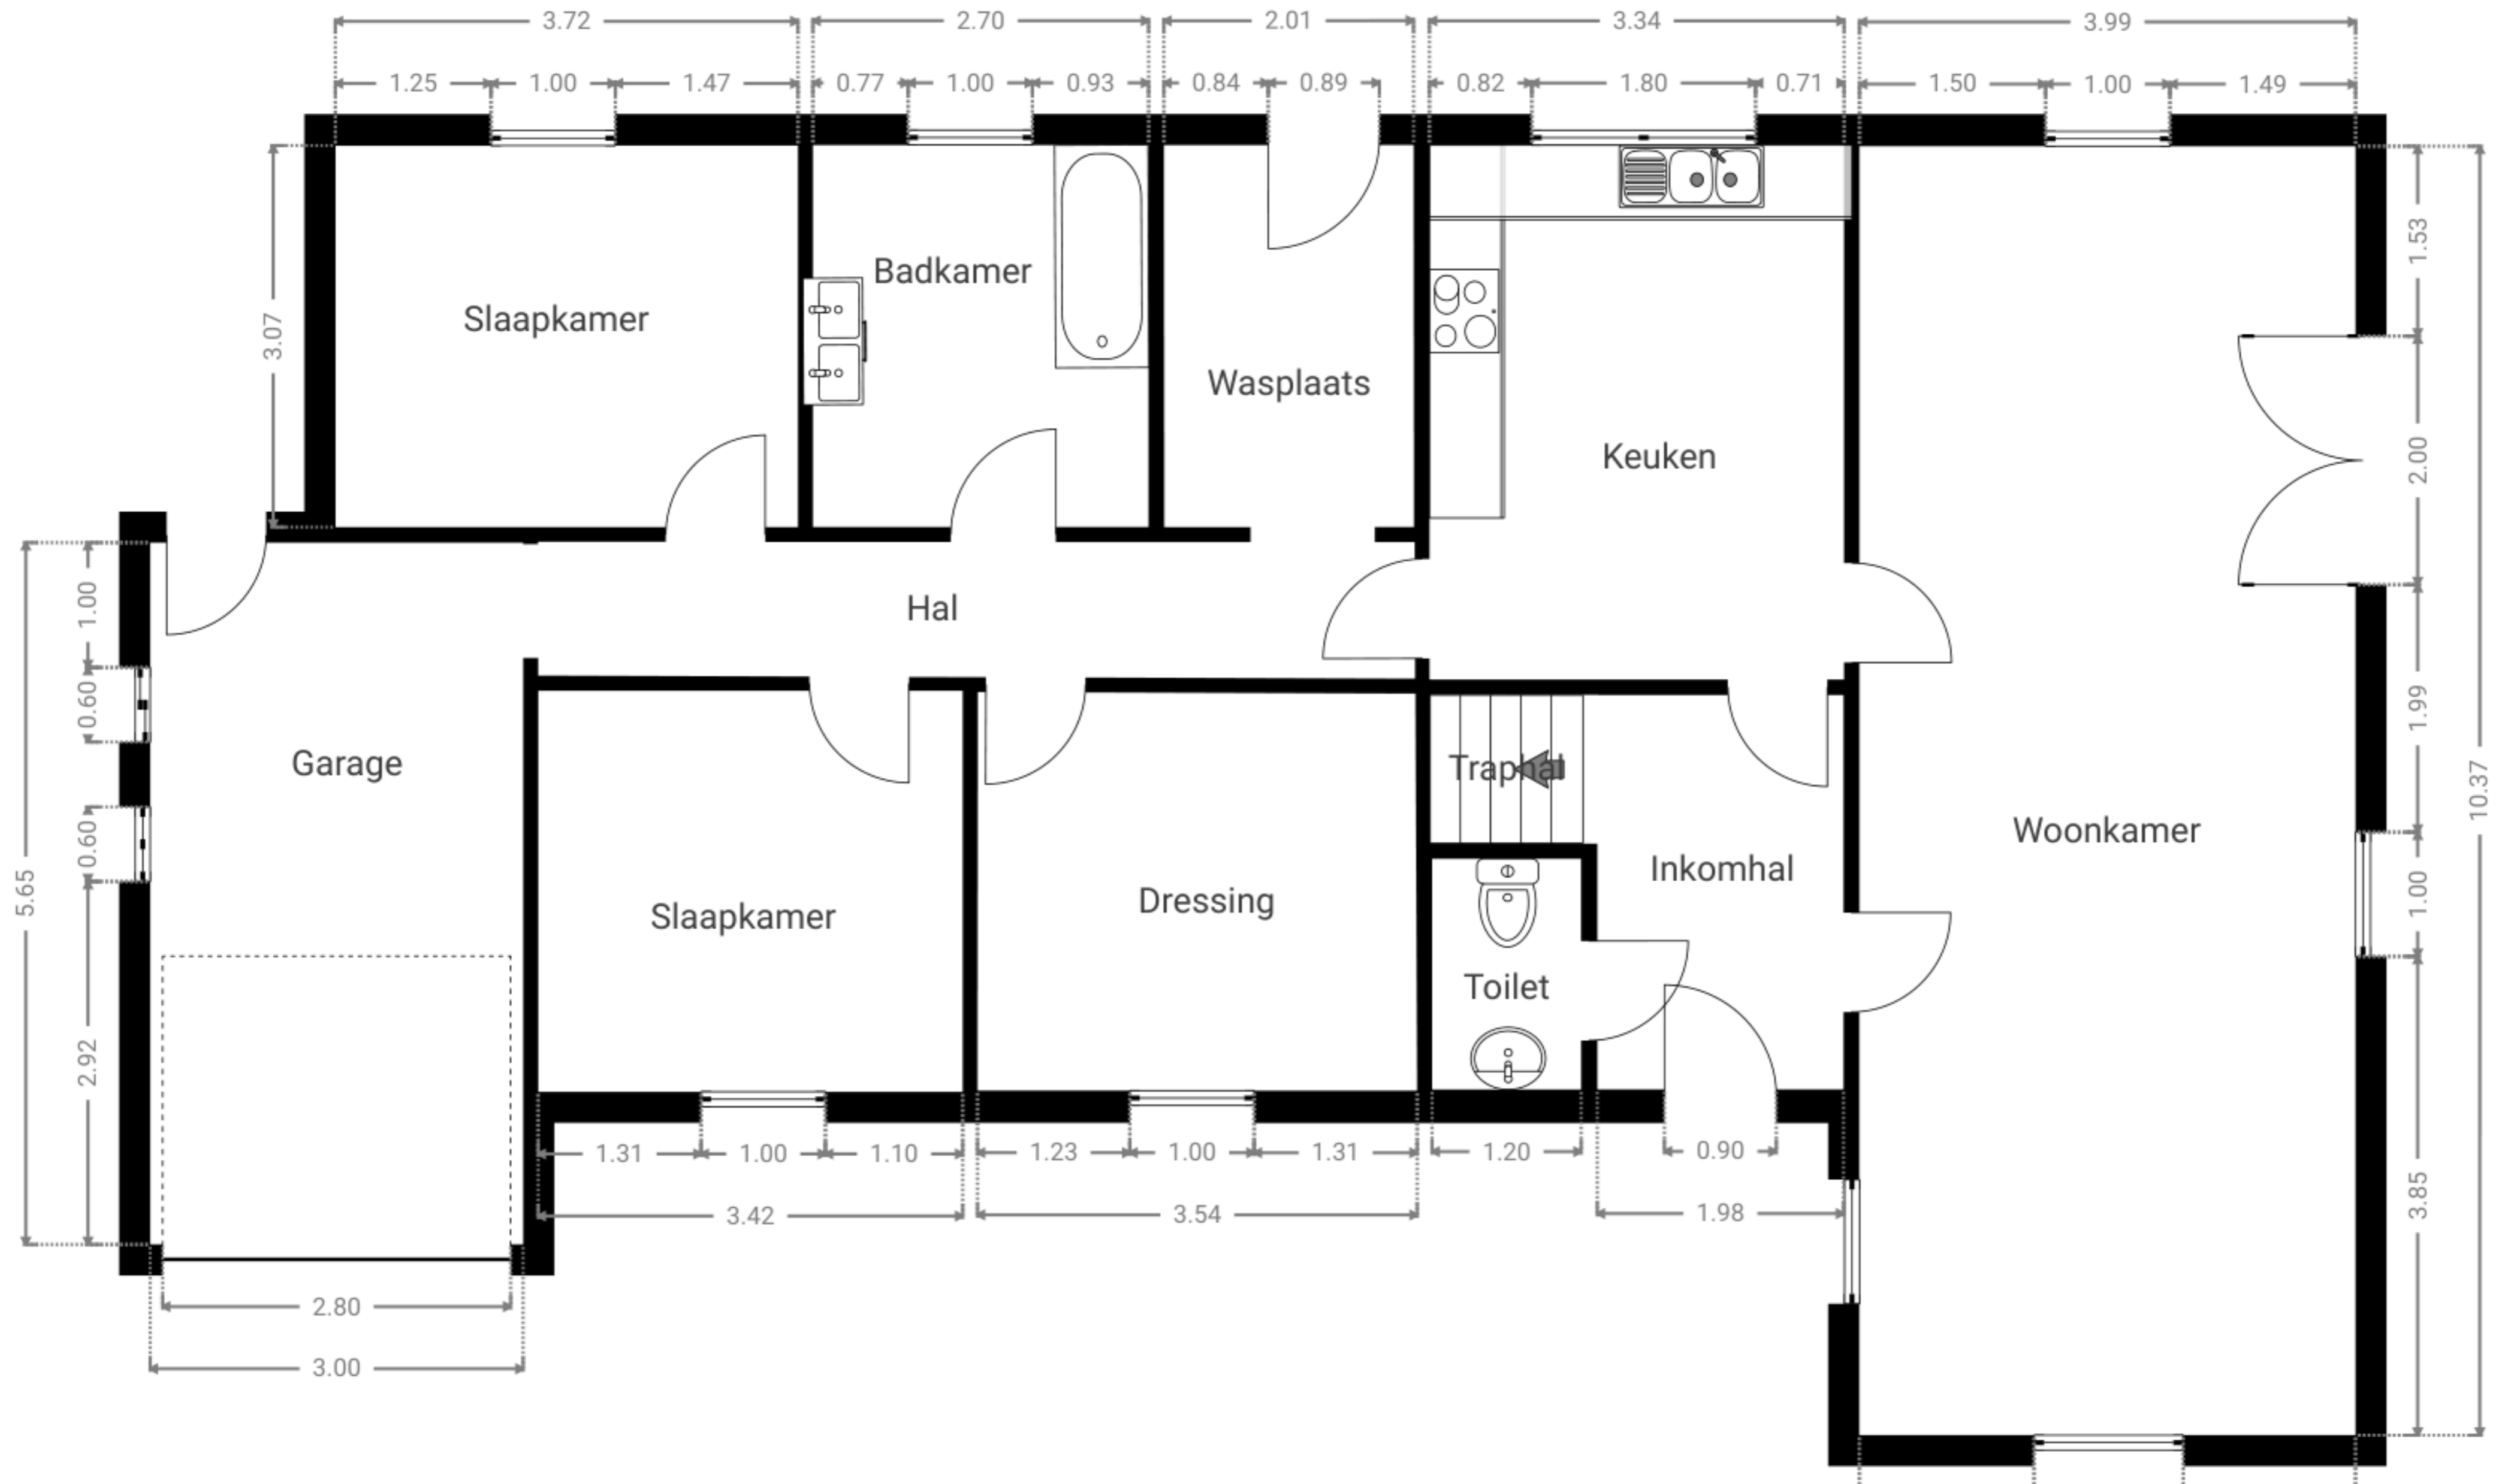 3.72 2.70 2.01 3.34 3.99
1.25 1.00 1.47 0.77 1.00 0.93 0.84 0.89 0.82 1.80 0.71 1.50 1.00 1.49
3.07
1.53
Badkamer
Slaapkamer
Wasplaats
Keuken
2.00
1.00
Hal
0.60
1.99
Garage
Traphal
10.37
Woonkamer
0.60
Inkomhal
5.65
1.00
Dressing
Slaapkamer
Toilet
2.92
1.31 1.00 1.10 1.23 1.00 1.31 1.20 0.90
3.85
3.42 3.54 1.98
2.80
3.00